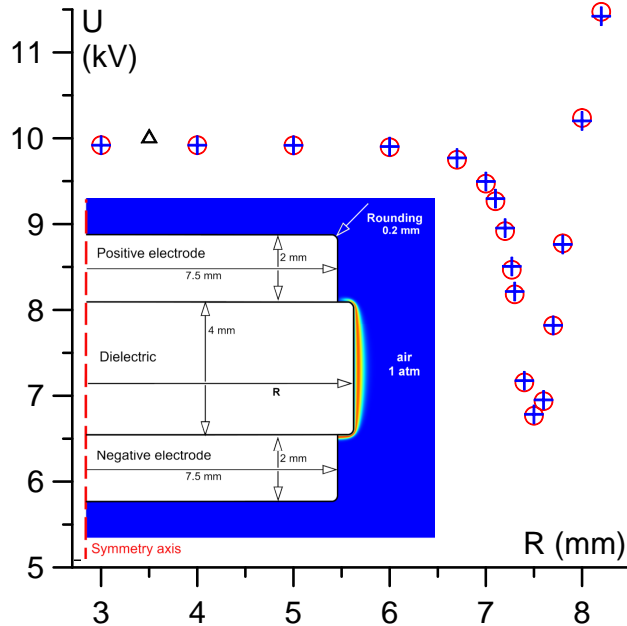 U
(kV)
11
10
9
8
7
6
5
Rounding
0.2 mm
Positive electrode
2 mm
7.5 mm
4 mm
Dielectric
air
1 atm
R
Negative electrode
2 mm
7.5 mm
Symmetry axis
R (mm)
3 4 5 6 7 8